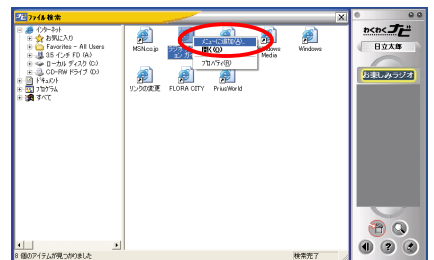 ファイル検索
インターネット
お気に入り
Favorites - All Users
3.5 インチ FD (A)
ローカル ディスク (C)
CD-RW ドライブ (D)
ドキュメント
プログラム
すべて
MSN.co.jp
Windows Media
Windows
メニューに追加(A)
開く(O)
プロパティ(R)
リンクの変更
FLORA CITY
PriusWorld
8 個のアイテムが見つかりました
検索完了
わくわくナビ
日立太郎
お楽しみラジオ